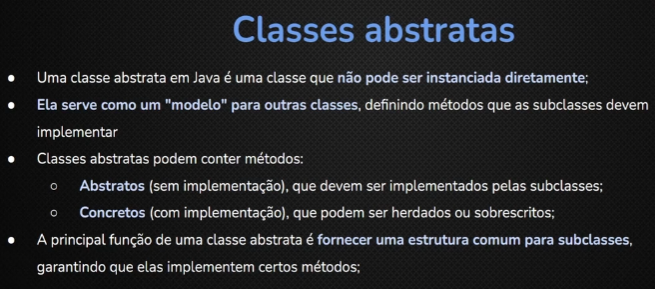 Classes abstratas
● Uma classe abstrata em Java é uma classe que não pode ser instanciada diretamente;
● Ela serve como um "modelo" para outras classes, definindo métodos que as subclasses devem
implementar
● Classes abstratas podem conter métodos:
○ Abstratos (sem implementação), que devem ser implementados pelas subclasses;
○ Concretos (com implementação), que podem ser herdados ou sobrescritos;
● A principal função de uma classe abstrata é fornecer uma estrutura comum para subclasses,
garantindo que elas implementem certos métodos;